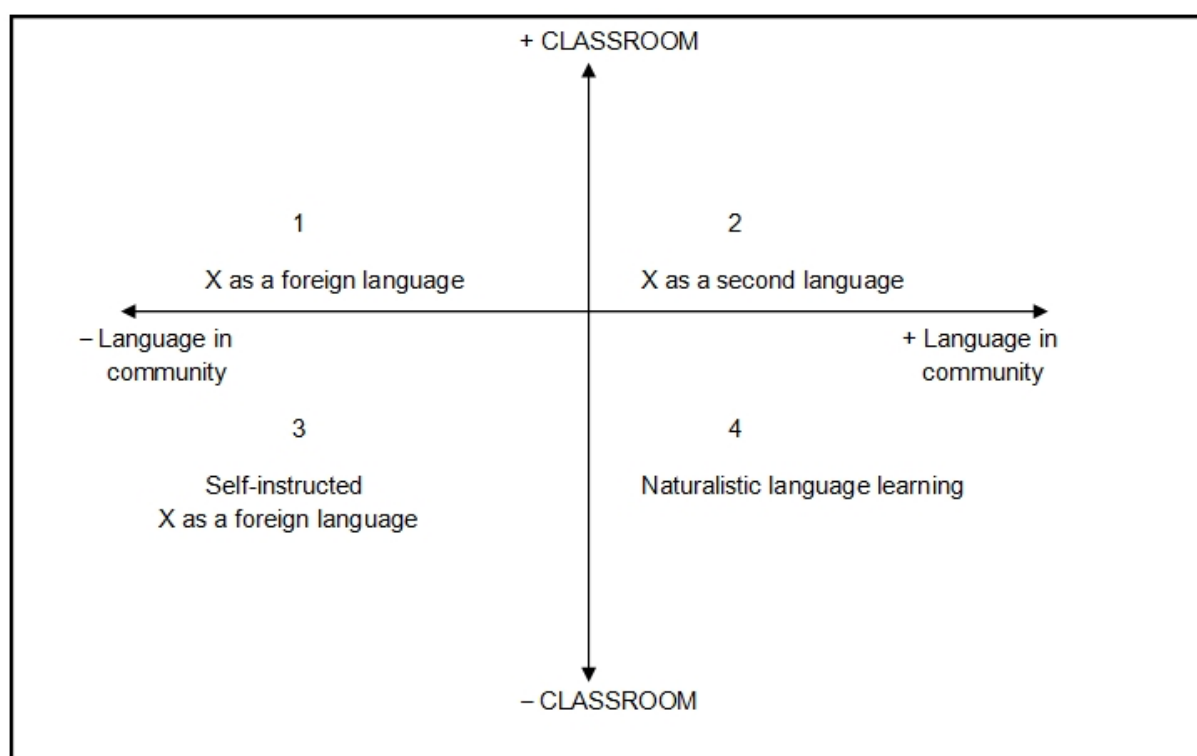 + CLASSROOM
1
2
X as a foreign language
X as a second language
– Language in
community
+ Language in
community
3
4
Self-instructed
X as a foreign language
Naturalistic language learning
– CLASSROOM